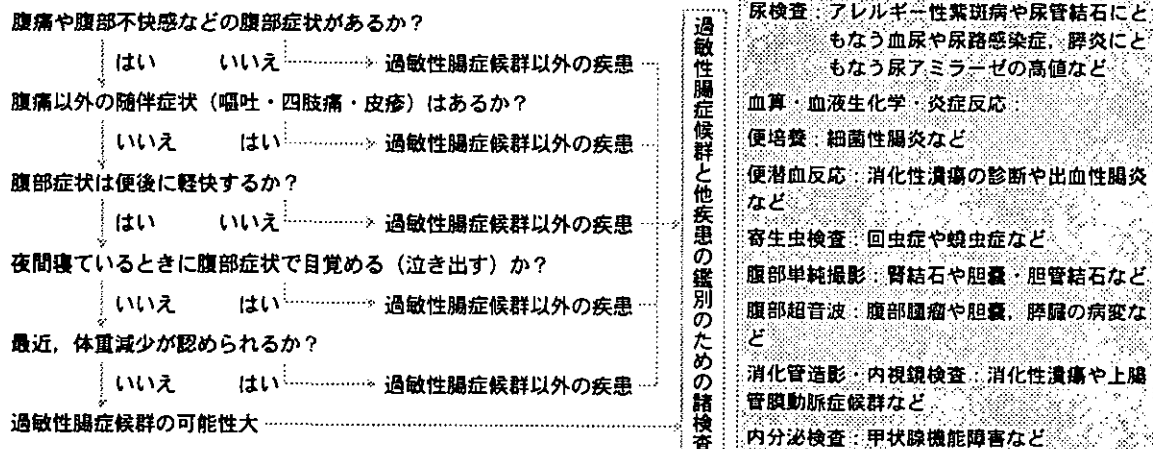 腹痛や腹部不快感などの腹部症状があるか?
はい いいえ 過敏性腸症候群以外の疾患
腹痛以外の随伴症状(嘔吐・四肢痛・皮疹)はあるか?
いいえ はい 過敏性腸症候群以外の疾患
腹部症状は便後に軽快するか?
はい いいえ 過敏性腸症候群以外の疾患
夜間寝ているときに腹部症状で目覚める(泣き出す)か?
いいえ はい 過敏性腸症候群以外の疾患
最近,体重減少が認められるか?
いいえ はい 過敏性腸症候群以外の疾患
過敏性腸症候群の可能性大
過敏性腸症候群と他疾患の鑑別のための諸検査
尿検査:アレルギー性紫斑病や尿管結石にと
もなう血尿や尿路感染症,膵炎にと
もなう尿アミラーゼの高値など
血算・血液生化学・炎症反応:
便培養:細菌性腸炎など
便潜血反応:消化性潰瘍の診断や出血性腸炎
など
寄生虫検査:回虫症や蟯虫症など
腹部単純撮影:腎結石や胆嚢・胆管結石など
腹部超音波:腹部腫瘤や胆嚢,膵臓の病変な
ど
消化管造影・内視鏡検査:消化性潰瘍や上腸
管膜動脈症候群など
内分泌検査:甲状腺機能障害など